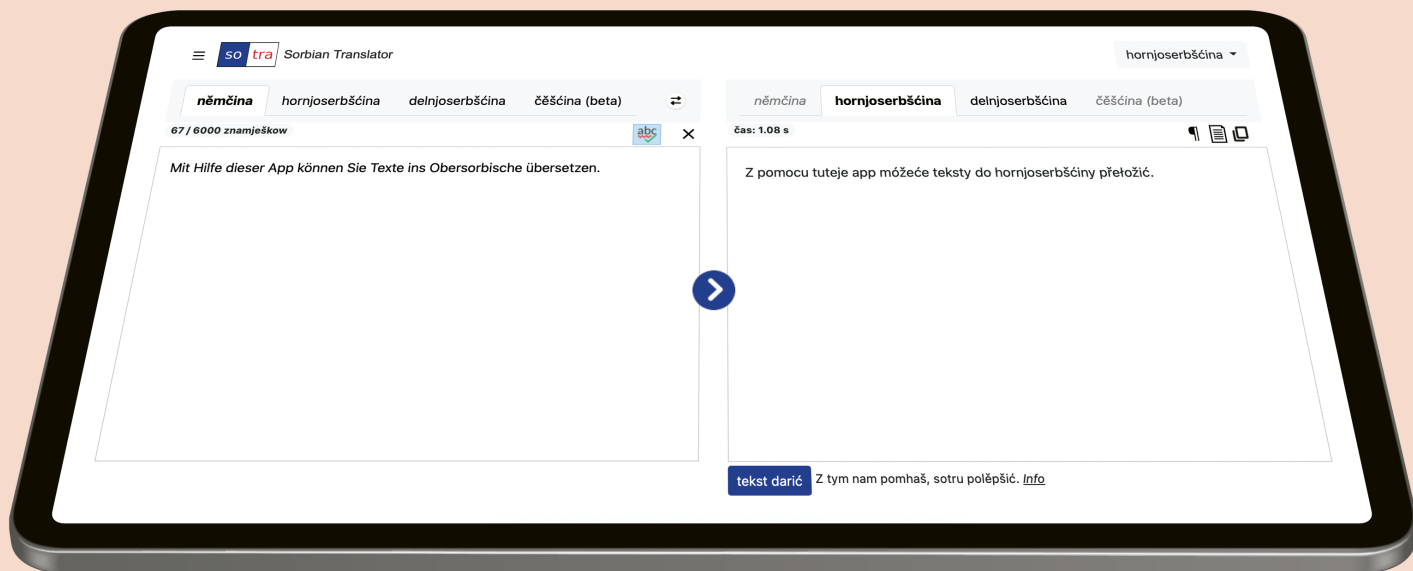 so tra Sorbian Translator
hornjoserbšćina
němčina hornjoserbšćina delnjoserbšćina čěšćina (beta)
němčina hornjoserbšćina delnjoserbšćina čěšćina (beta)
67 / 6000 znamješkow
abc
čas: 1.08 s
Mit Hilfe dieser App können Sie Texte ins Obersorbische übersetzen.
Z pomocu tuteje app móžeće teksty do hornjoserbšćiny přełožić.
tekst darić Z tym nam pomhaš, sotru polěpšić. Info